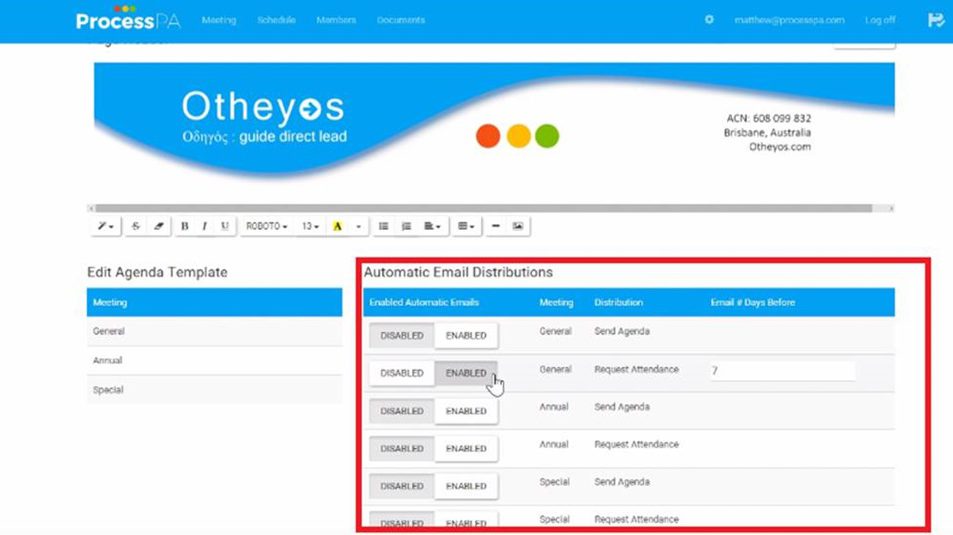 ProcessPA Meeting Schedule Members Documents matthew@processpa.com Log off
Otheyos
Οδηγός : guide direct lead
ACN: 608 099 832
Brisbane, Australia
Otheyos.com
S B I U ROBOTO 13 A
Edit Agenda Template
Meeting
General
Annual
Special
Automatic Email Distributions
Enabled Automatic Emails Meeting Distribution Email # Days Before
DISABLED ENABLED General Send Agenda
DISABLED ENABLED General Request Attendance 7
DISABLED ENABLED Annual Send Agenda
DISABLED ENABLED Annual Request Attendance
DISABLED ENABLED Special Send Agenda
DISABLED ENABLED Special Request Attendance